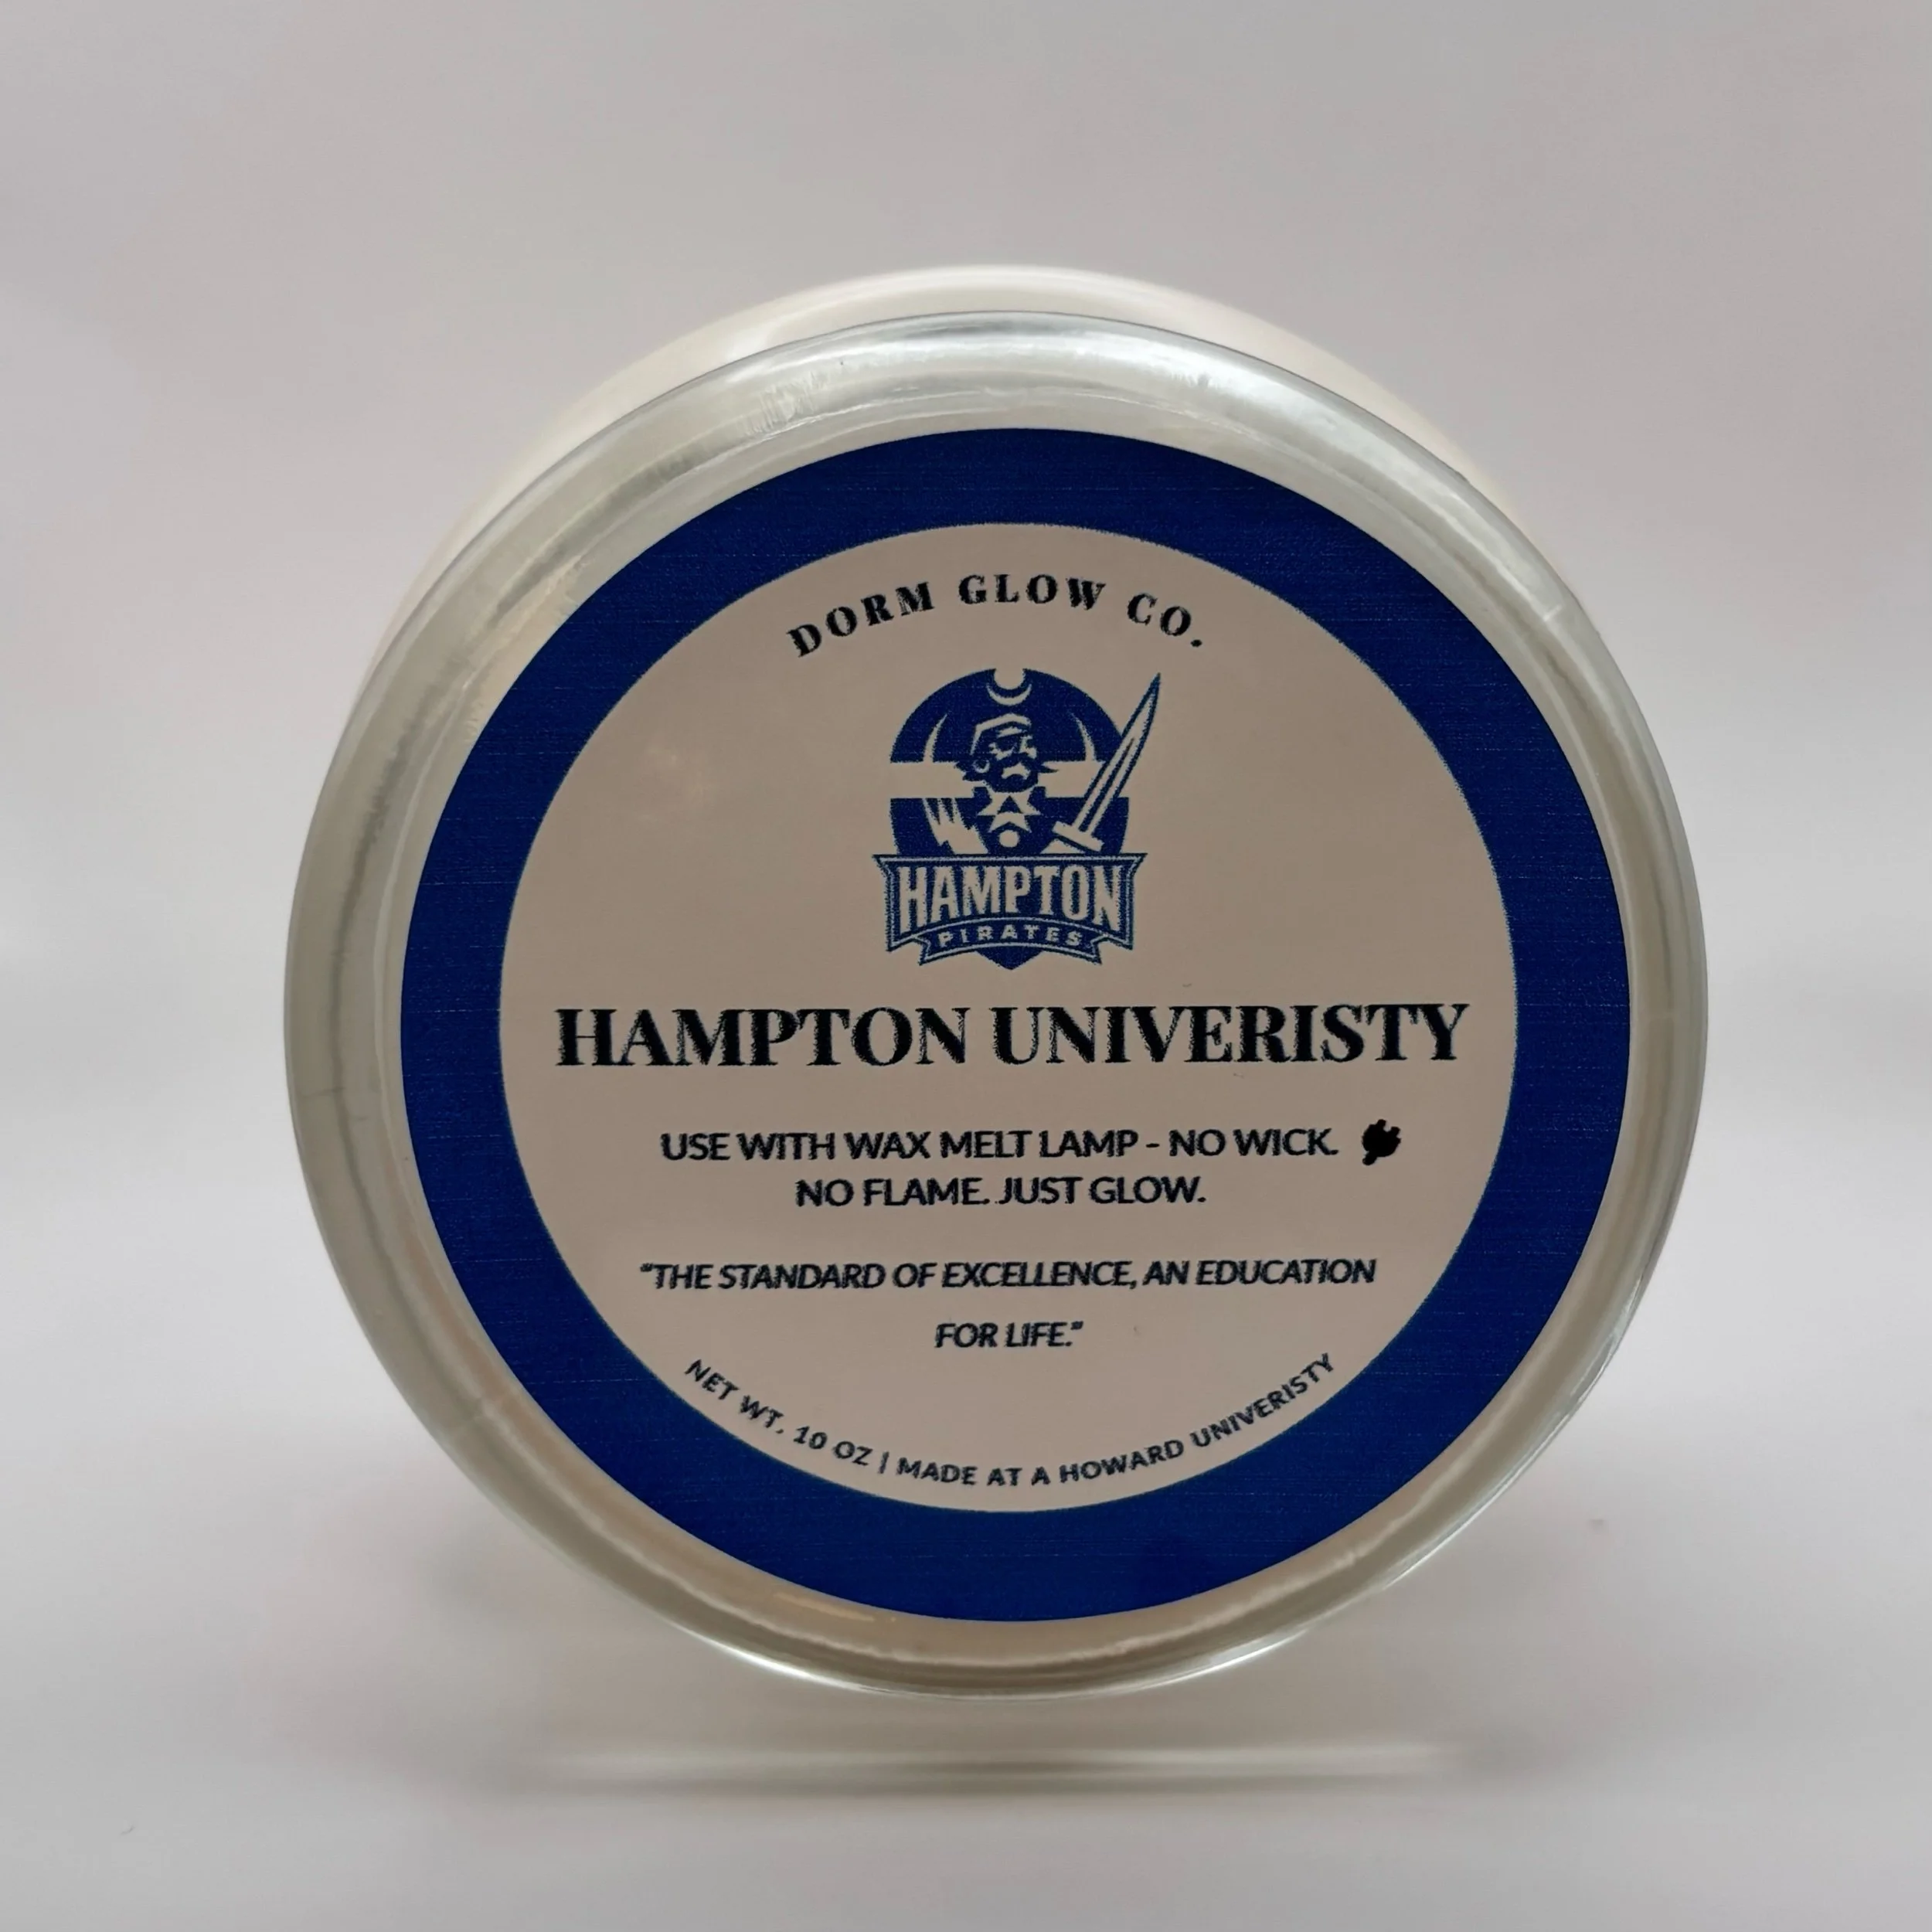 DORM GLOW CO.
HAMPTON
PIRATES
HAMPTON UNIVERISTY
USE WITH WAX MELT LAMP - NO WICK.
NO FLAME. JUST GLOW.
"THE STANDARD OF EXCELLENCE, AN EDUCATION
FOR LIFE."
NET WT. 10 OZ | MADE AT A HOWARD UNIVERISTY